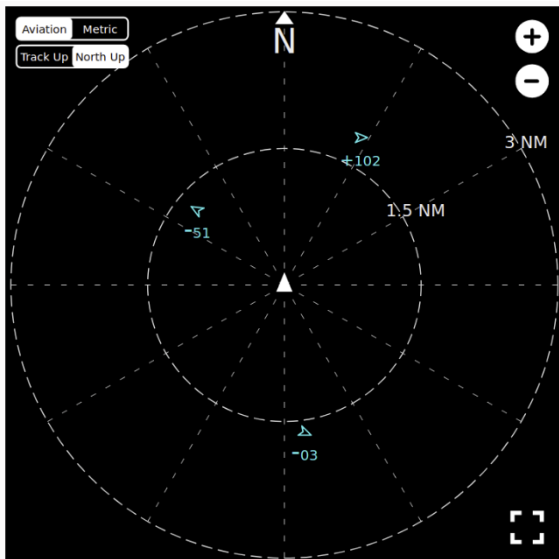 Aviation Metric
Track Up North Up
N
+102
3 NM
1.5 NM
-51
-03